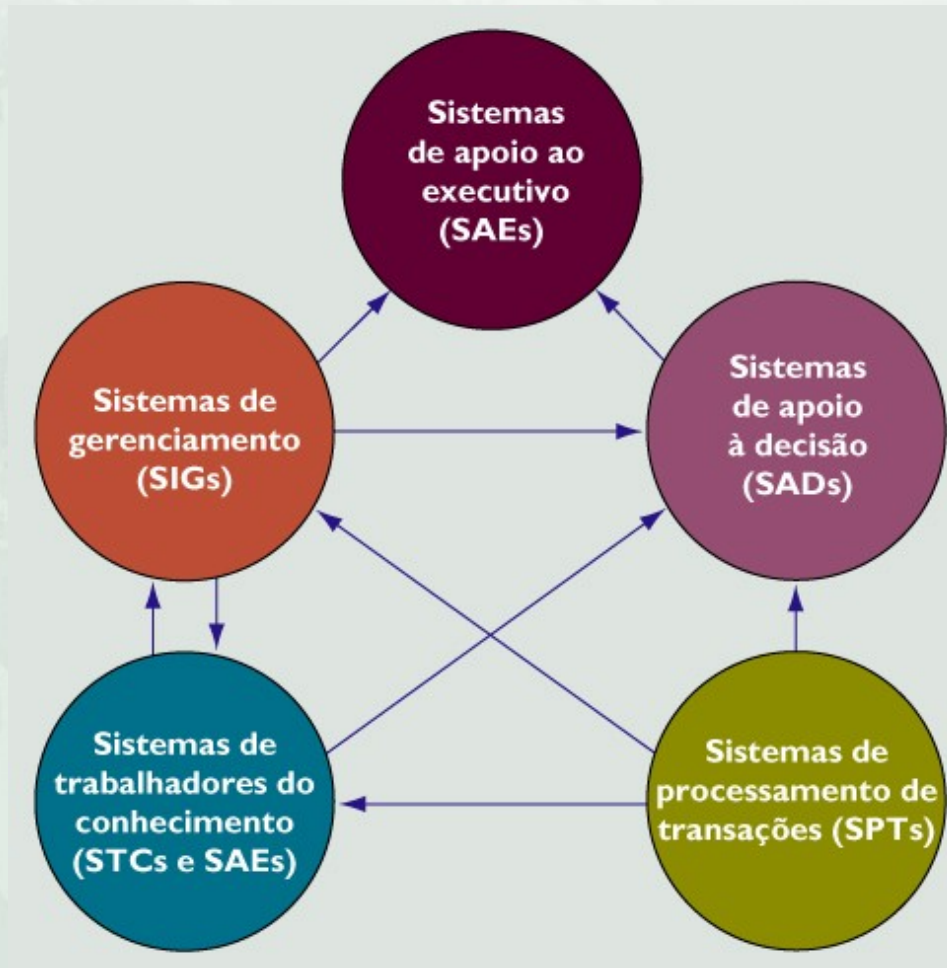 Sistemas
de apoio ao
executivo
(SAEs)
Sistemas de
gerenciamento
(SIGs)
Sistemas
de apoio
à decisão
(SADs)
Sistemas de
trabalhadores do
conhecimento
(STCs e SAEs)
Sistemas de
processamento de
transações (SPTs)